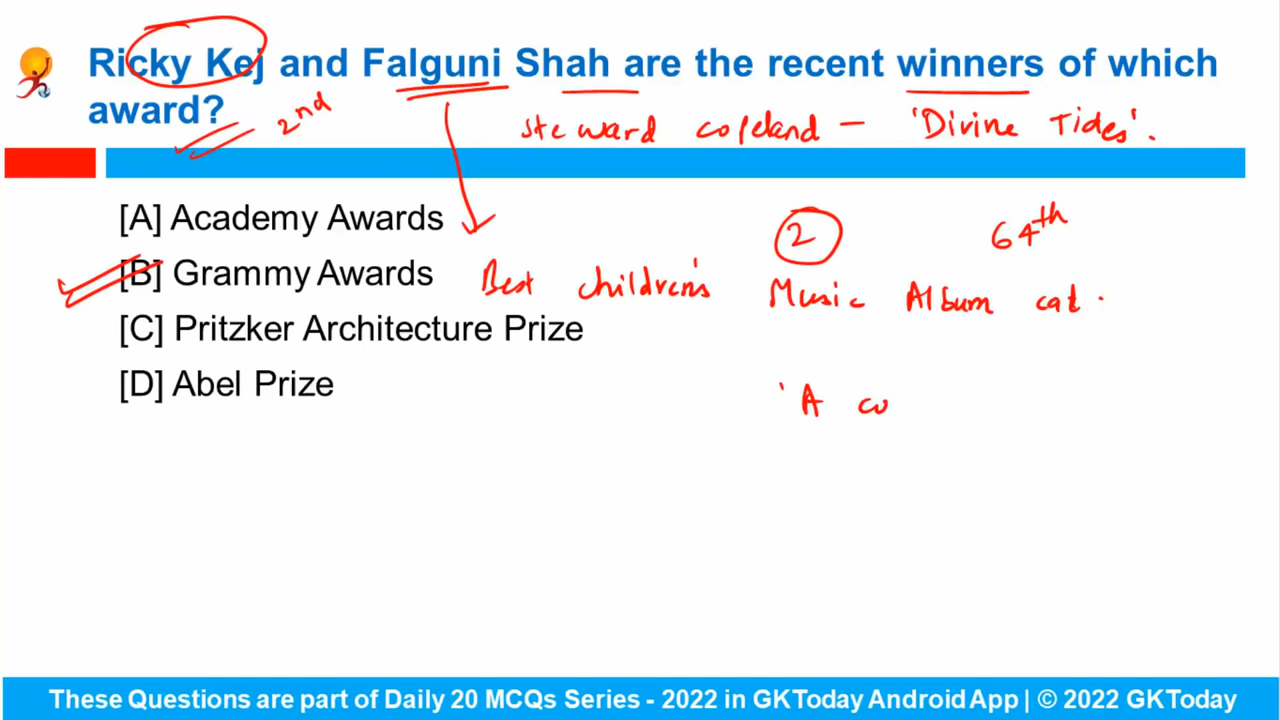 Ricky Kej and Falguni Shah are the recent winners of which
award?
2nd
steward copeland - 'Divine Tides'.
[A] Academy Awards
2
64th
[B] Grammy Awards
Best children's Music Album cat.
[C] Pritzker Architecture Prize
[D] Abel Prize
'A co
These Questions are part of Daily 20 MCQs Series - 2022 in GKToday Android App | © 2022 GKToday